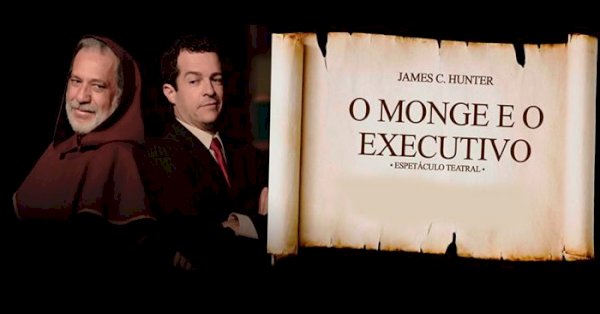 JAMES C. HUNTER
O MONGE E O
EXECUTIVO
• ESPETÁCULO TEATRAL •